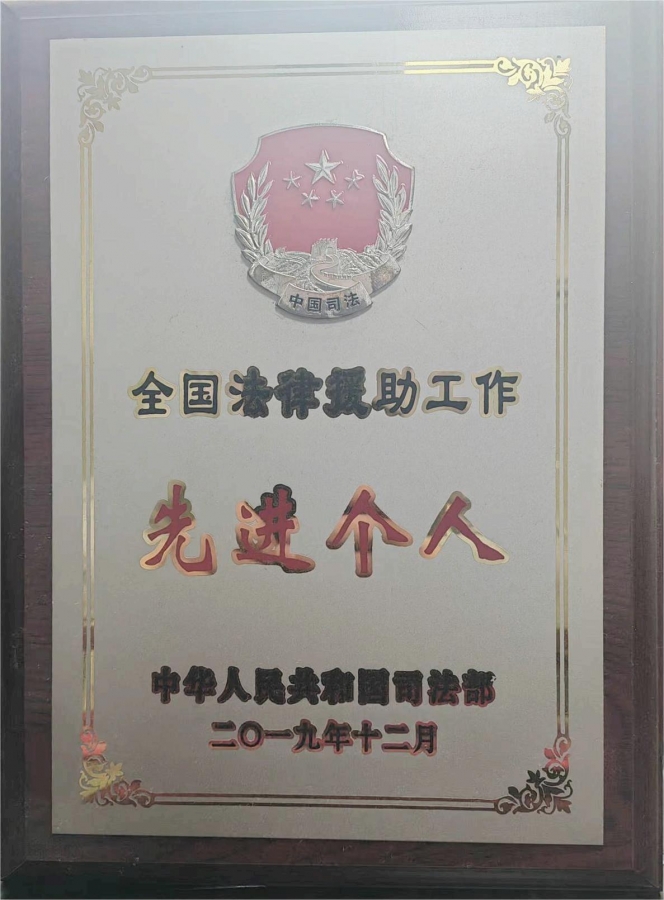 中国司法
全国法律援助工作
先进个人
中华人民共和国司法部
二〇一九年十二月